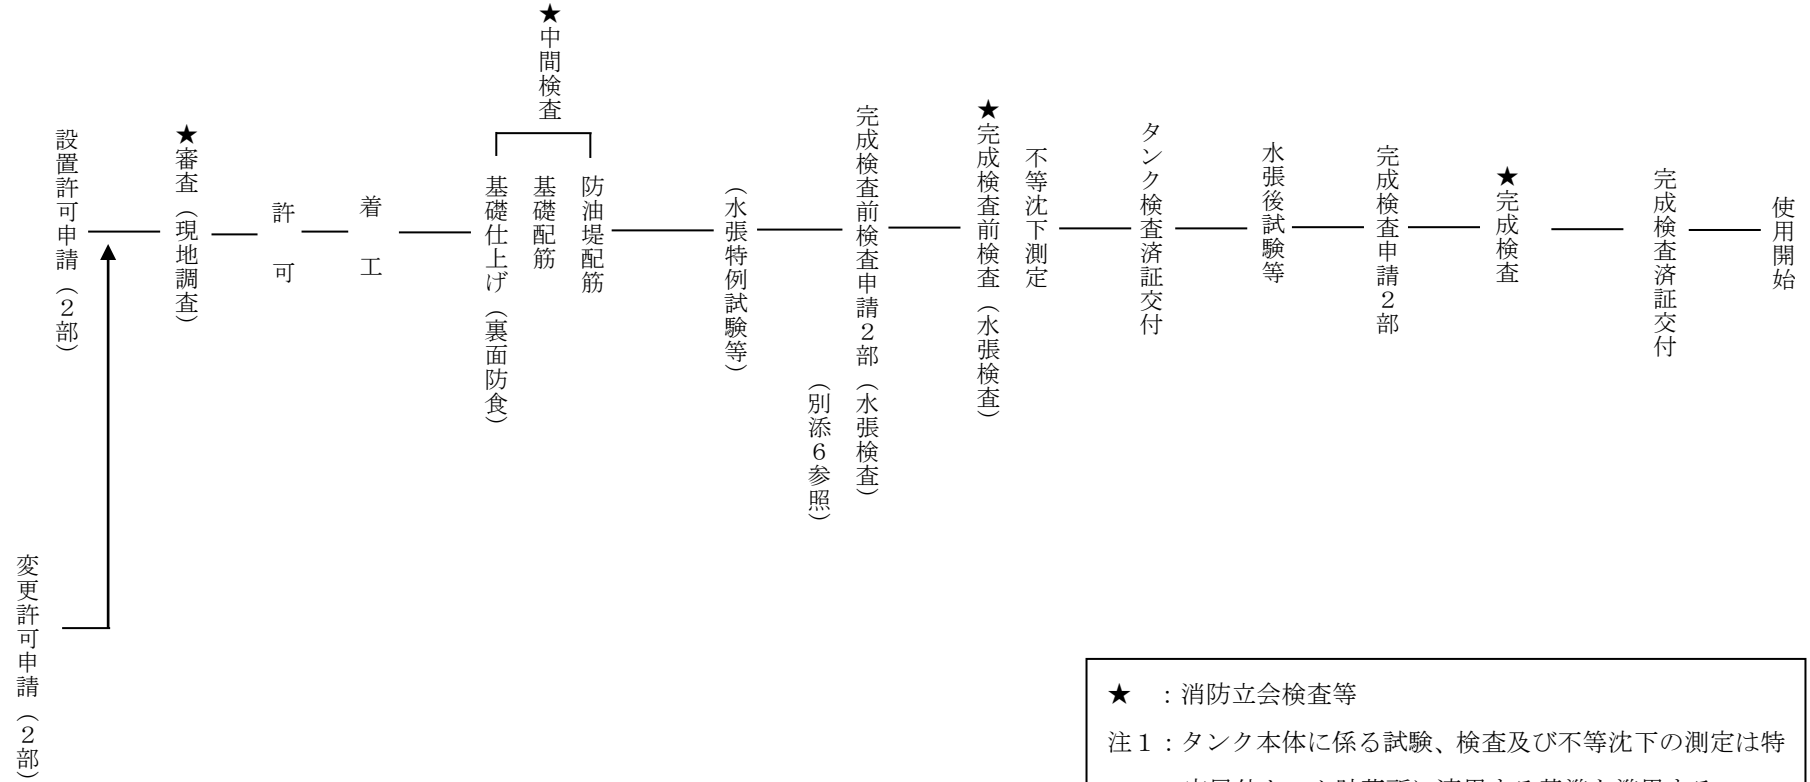 設置許可申請（２部）
変更許可申請（２部）
★審査（現地調査）
許可
着工
★中間検査
基礎仕上げ（裏面防食）
基礎配筋
防油堤配筋
（水張特例試験等）
完成検査前検査申請２部（水張検査）
（別添６参照）
★完成検査前検査（水張検査）
不等沈下測定
タンク検査済証交付
水張後試験等
完成検査申請２部
★完成検査
完成検査済証交付
使用開始
★　：消防立会検査等
注１：タンク本体に係る試験、検査及び不等沈下の測定は特